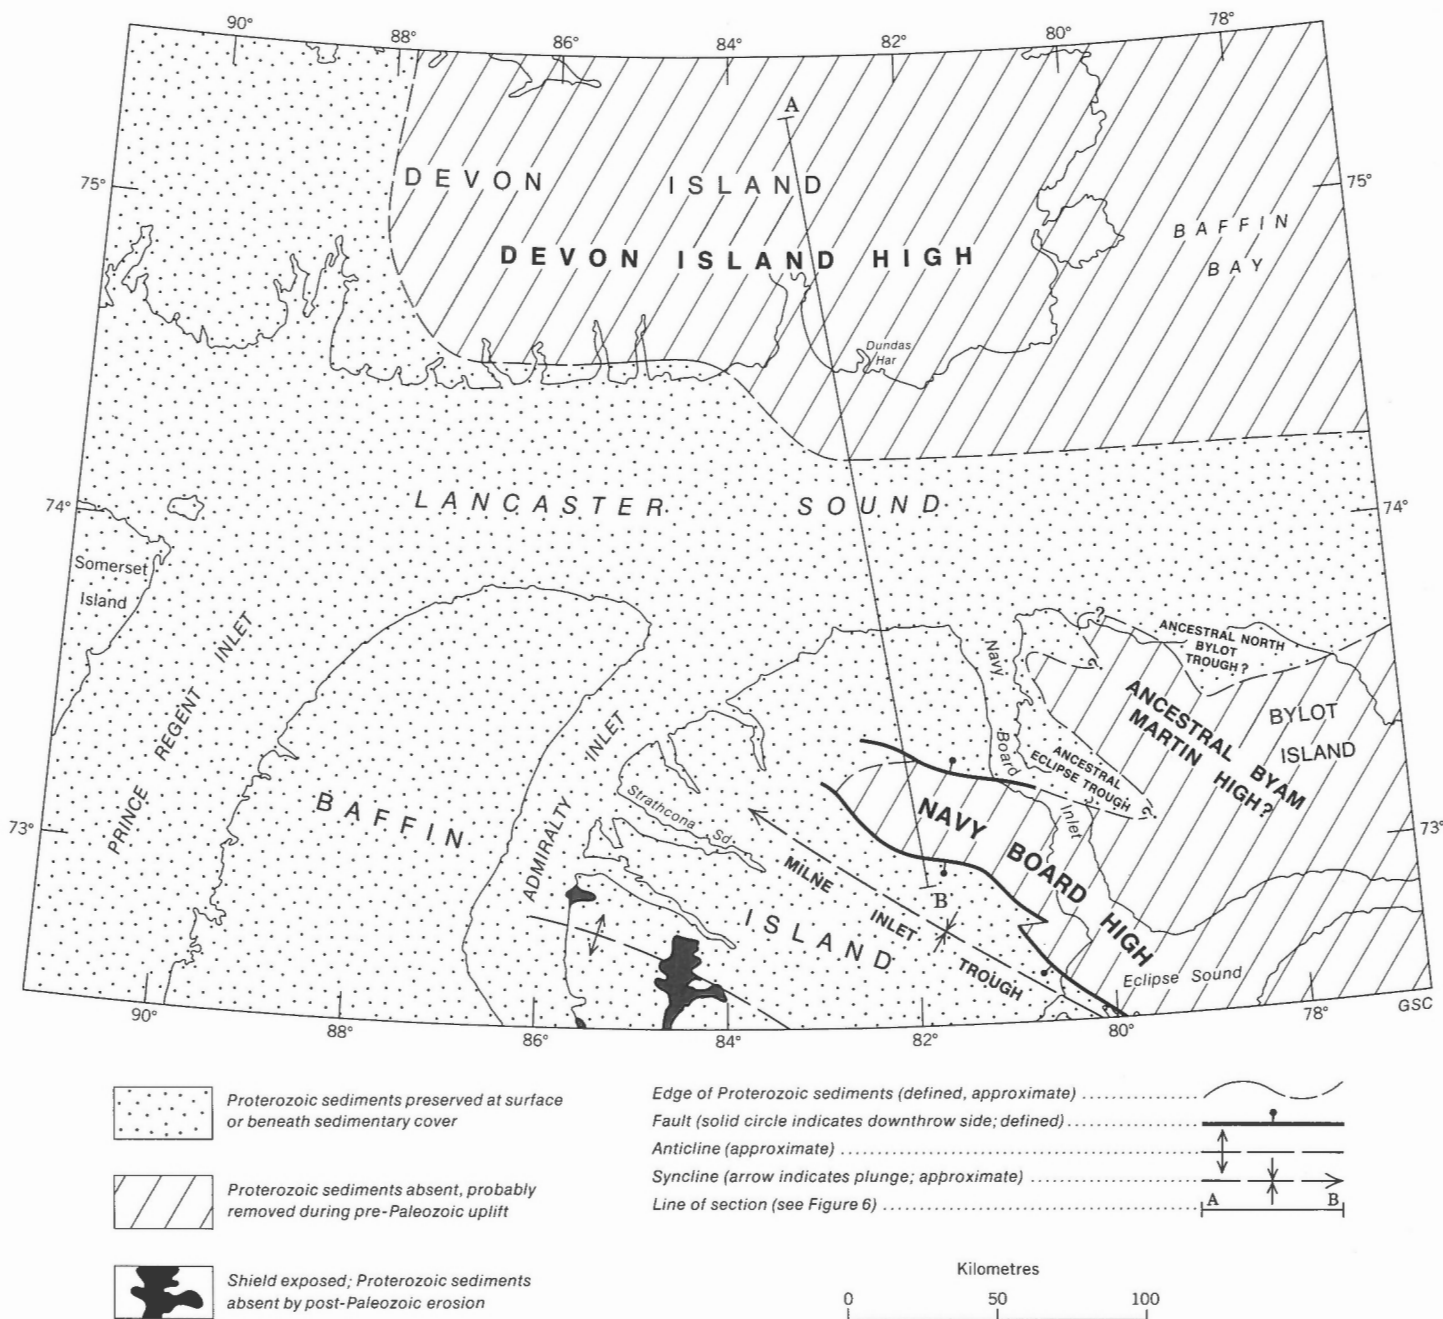 90°
88°
86°
84°
82°
80°
78°
A
75°
DEVON ISLAND
75°
DEVON ISLAND HIGH
BAFFIN
BAY
Dundas
Har
74°
LANCASTER SOUND
74°
Somerset
Island
PRINCE REGENT INLET
BAFFIN
ISLAND
ADMIRALTY INLET
Strathcona Sd.
Navy
Board
Inlet
?
?
ANCESTRAL NORTH
BYLOT
TROUGH?
ANCESTRAL BYAM
MARTIN HIGH?
BYLOT
ISLAND
ANCESTRAL
ECLIPSE TROUGH
?
?
73°
73°
NAVY BOARD HIGH
MILNE INLET TROUGH
B
Eclipse Sound
GSC
90°
88°
86°
84°
82°
80°
78°
Proterozoic sediments preserved at surface
or beneath sedimentary cover
Proterozoic sediments absent, probably
removed during pre-Paleozoic uplift
Shield exposed; Proterozoic sediments
absent by post-Paleozoic erosion
Edge of Proterozoic sediments (defined, approximate)
Fault (solid circle indicates downthrow side; defined)
Anticline (approximate)
Syncline (arrow indicates plunge; approximate)
Line of section (see Figure 6)
A B
Kilometres
0 50 100